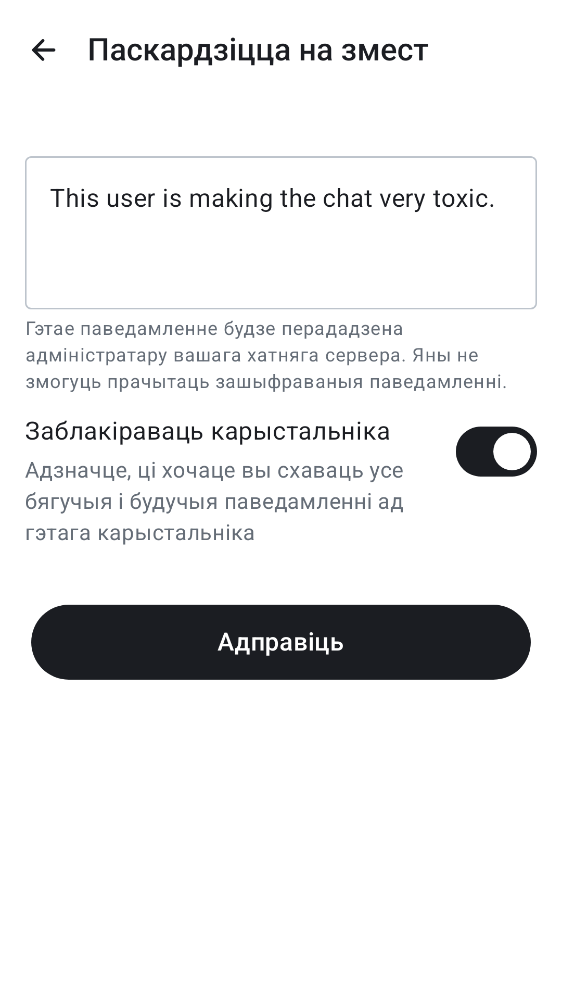 Паскардзіцца на змест
This user is making the chat very toxic.
Гэтае паведамленне будзе перададзена
адміністратару вашага хатняга сервера. Яны не
змогуць прачытаць зашыфраваныя паведамленні.
Заблакіраваць карыстальніка
Адзначце, ці хочаце вы схаваць усе
бягучыя і будучыя паведамленні ад
гэтага карыстальніка
Адправіць